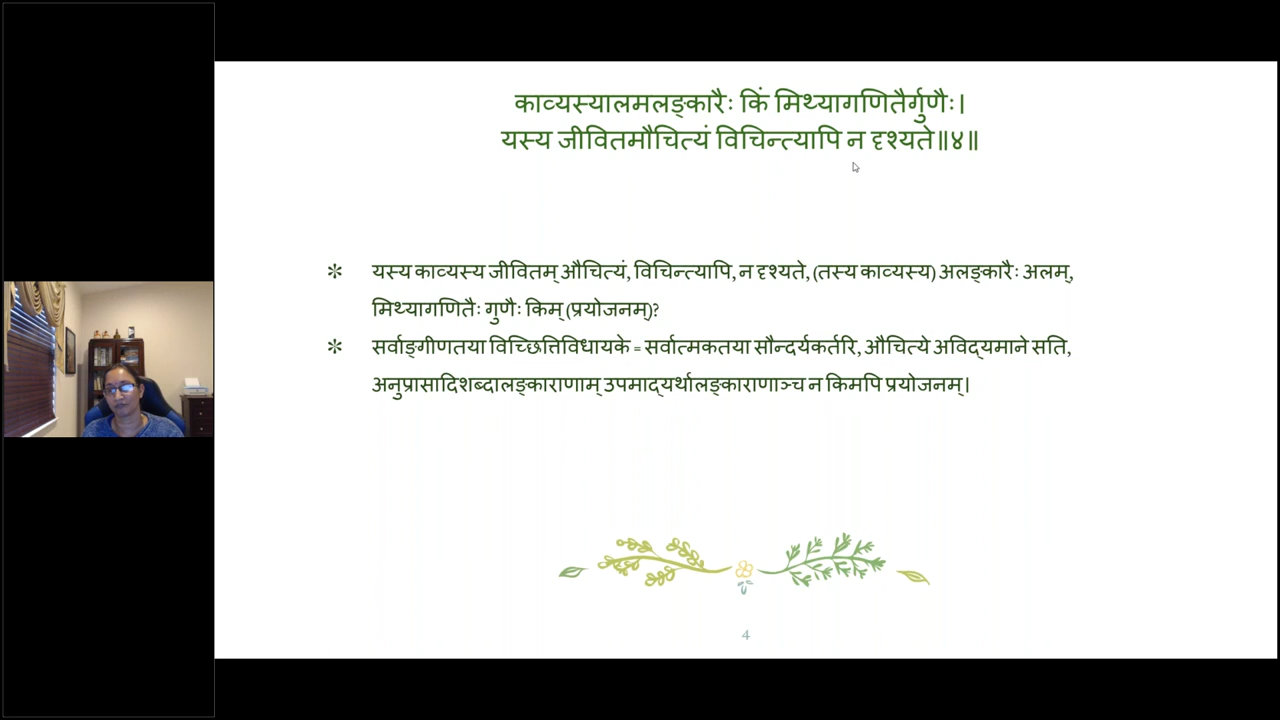 काव्यस्यालमलङ्कारैः किं मिथ्यागणितैर्गुणैः।
यस्य जीवितमौचित्यं विचिन्त्यापि न दृश्यते॥४॥
यस्य काव्यस्य जीवितम् औचित्यं, विचिन्त्यापि, न दृश्यते, (तस्य काव्यस्य) अलङ्कारैः अलम्,
मिथ्यागणितैः गुणैः किम् (प्रयोजनम्)?
सर्वाङ्गीणतया विच्छित्तिविधायके = सर्वात्मकतया सौन्दर्यकर्तरि, औचित्ये अविद्यमाने सति,
अनुप्रासादिशब्दालङ्काराणाम् उपमाद्यर्थालङ्काराणाञ्च न किमपि प्रयोजनम्।
4